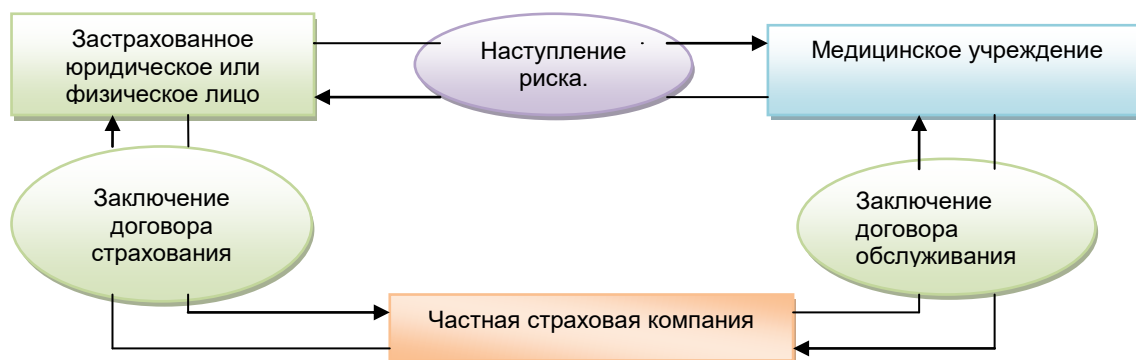 Застрахованное
юридическое или
физическое лицо
Наступление
риска.
Медицинское учреждение
Заключение
договора
страхования
Заключение
договора
обслуживания
Частная страховая компания